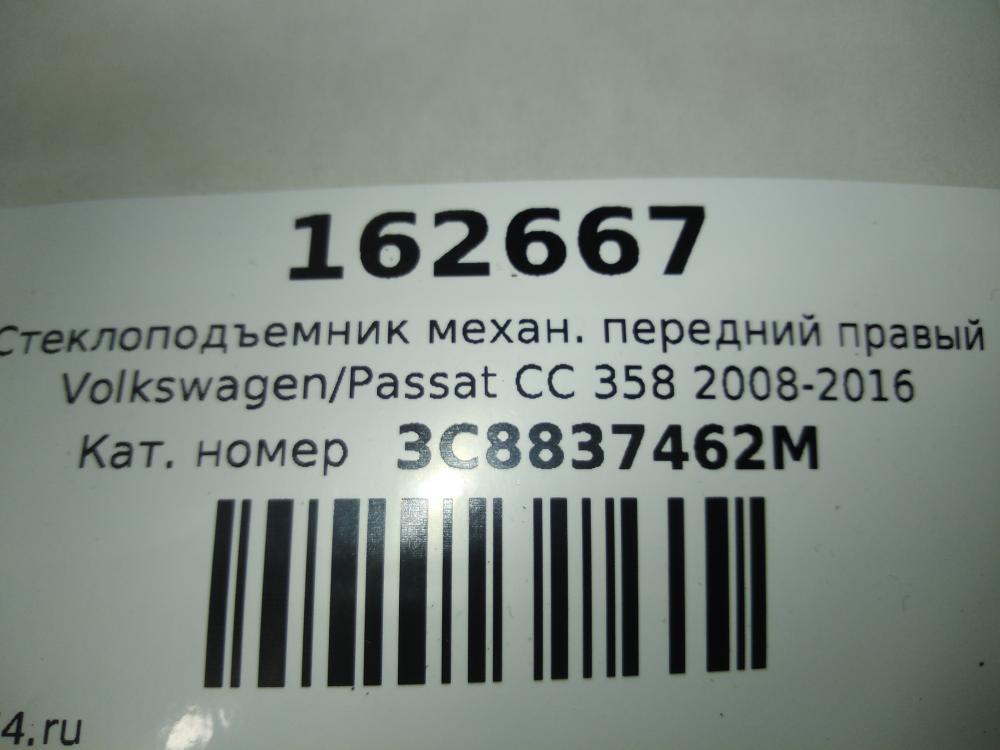 162667
Стеклоподъемник механ. передний правый
Volkswagen/Passat CC 358 2008-2016
Кат. номер 3C8837462M
4.ru